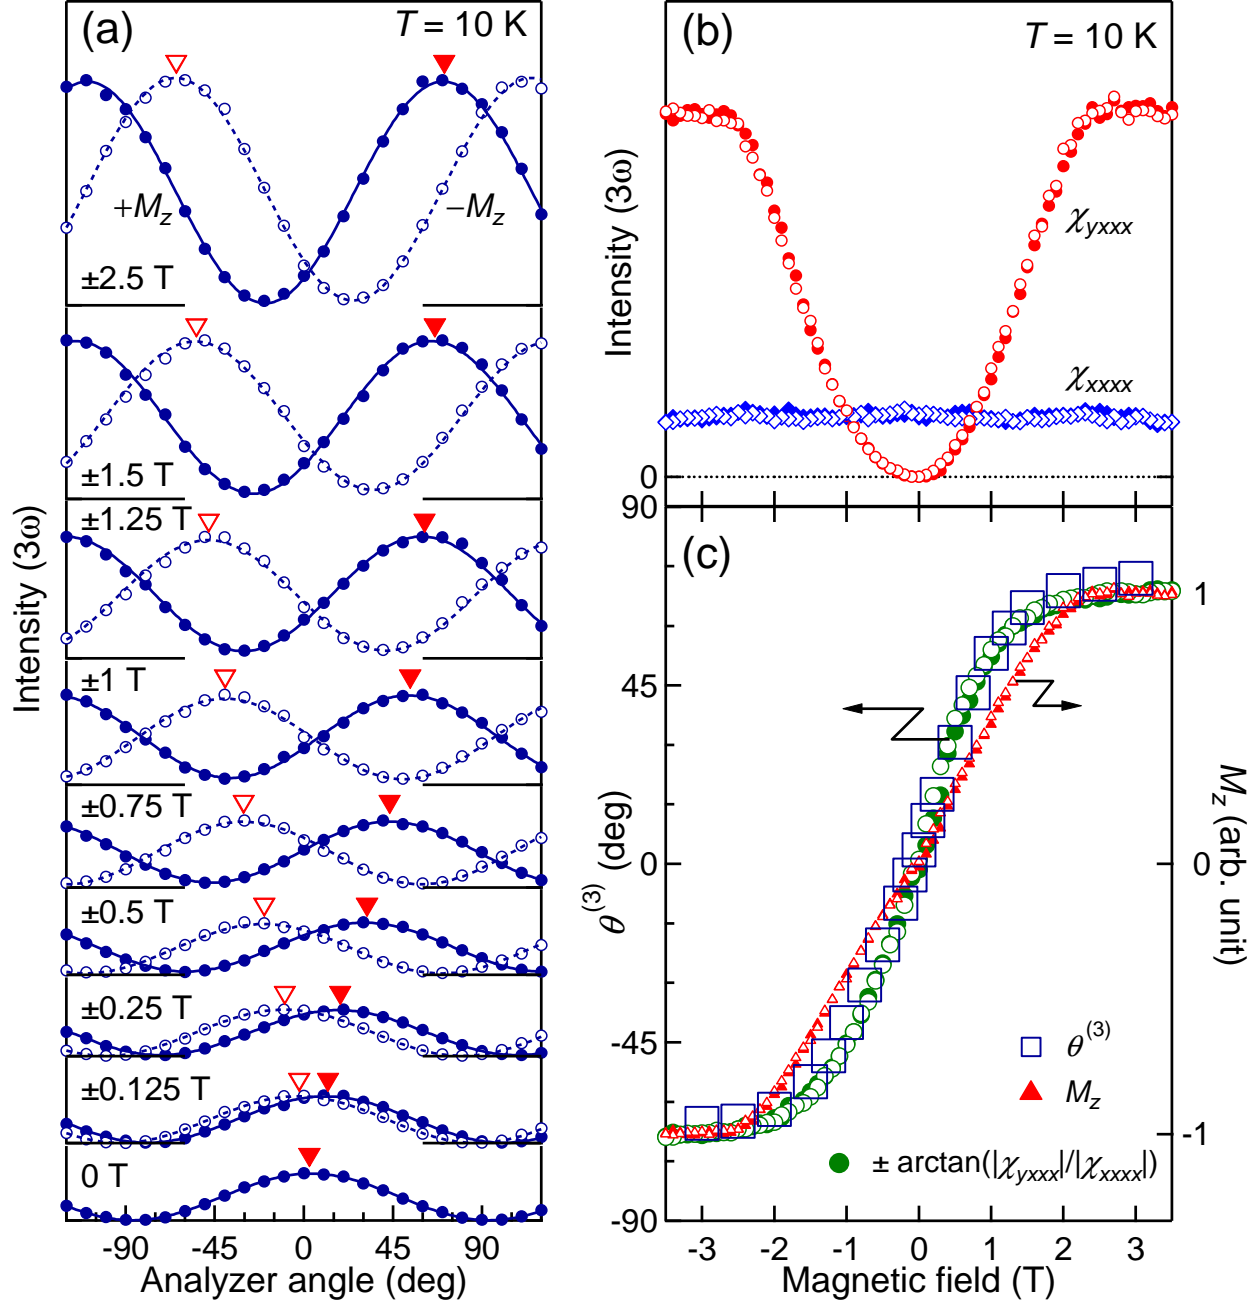 (a)
T = 10 K
+M_z
−M_z
±2.5 T
±1.5 T
±1.25 T
±1 T
±0.75 T
±0.5 T
±0.25 T
±0.125 T
0 T
Intensity (3ω)
-90 -45 0 45 90
Analyzer angle (deg)
(b)
T = 10 K
Intensity (3ω)
χ_yxxx
χ_xxxx
0
(c)
90
45
0
-45
-90
θ^(3) (deg)
1
0
-1
M_z (arb. unit)
θ^(3)
M_z
± arctan(|χ_yxxx|/|χ_xxxx|)
-3 -2 -1 0 1 2 3
Magnetic field (T)